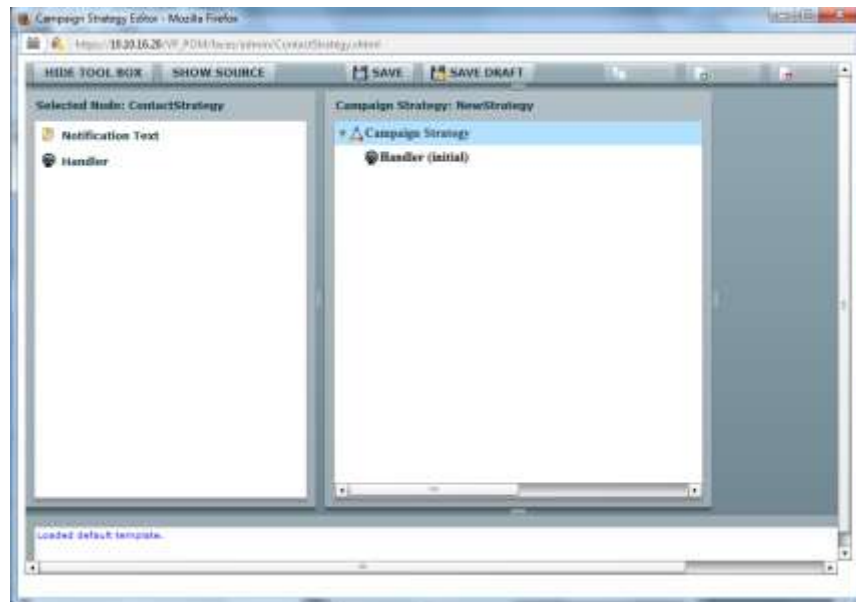 Campaign Strategy Editor - Mozilla Firefox
HIDE TOOL BOX SHOW SOURCE SAVE SAVE DRAFT
Selected Node: ContactStrategy
Notification Text
Handler
Campaign Strategy: NewStrategy
Campaign Strategy
Handler (initial)
Loaded default template.